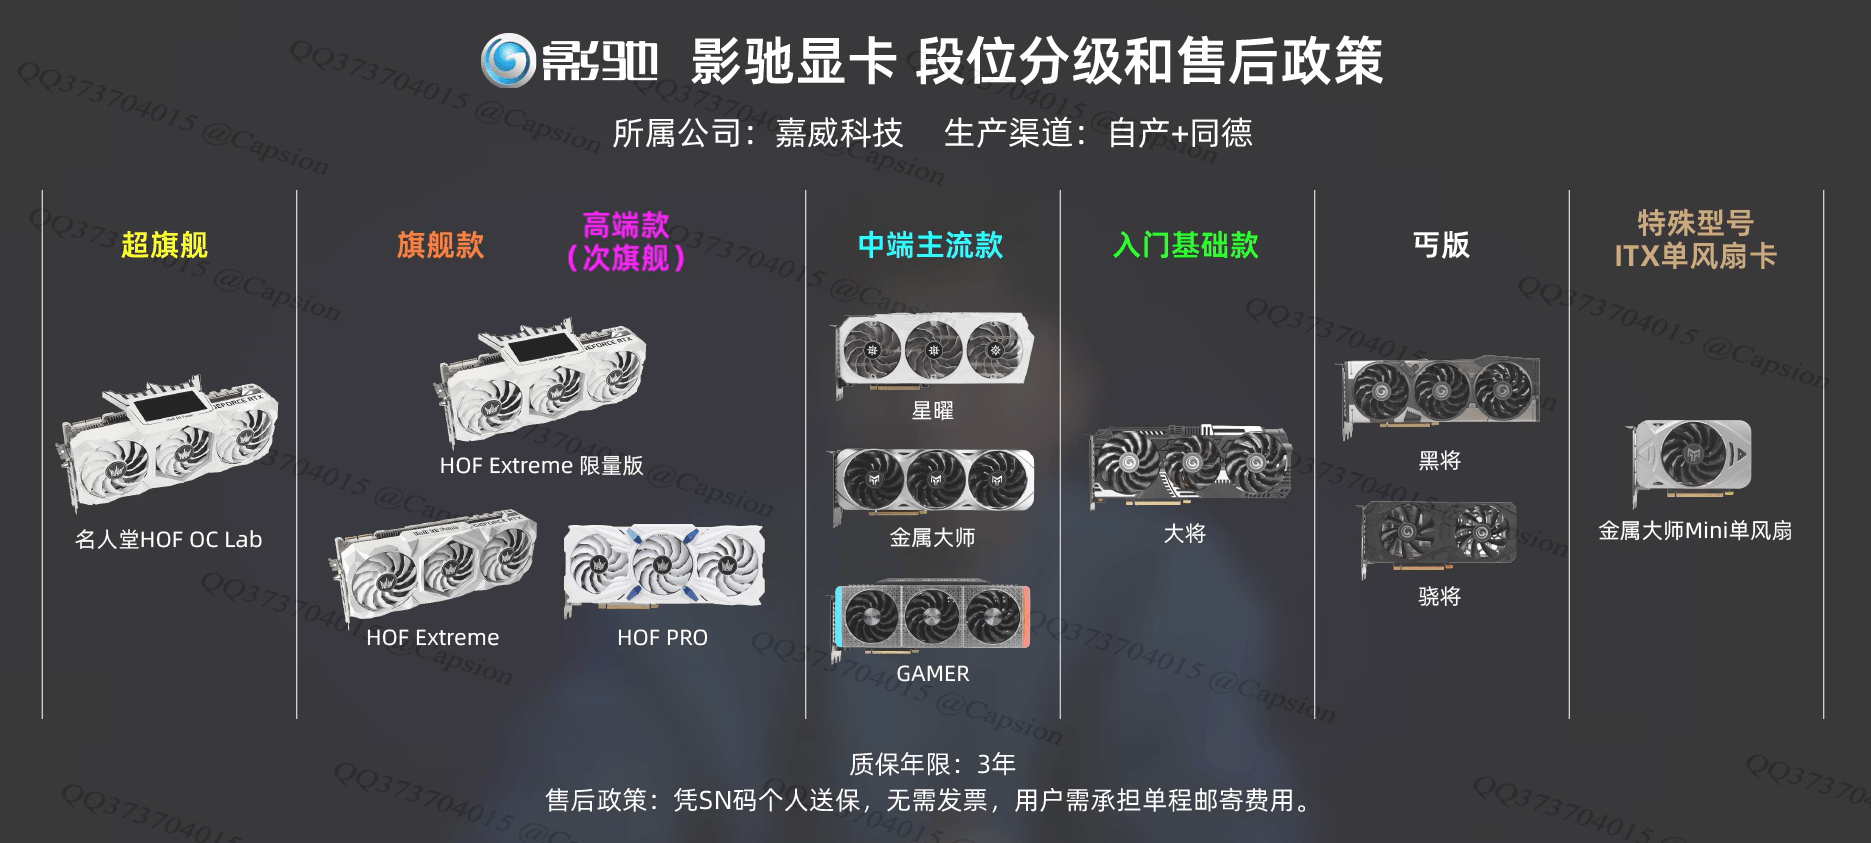 影驰 影驰显卡 段位分级和售后政策
所属公司：嘉威科技 生产渠道：自产+同德
超旗舰
名人堂HOF OC Lab
旗舰款
高端款
（次旗舰）
HOF Extreme 限量版
HOF Extreme
HOF PRO
中端主流款
星曜
金属大师
GAMER
入门基础款
大将
丐版
黑将
骁将
特殊型号
ITX单风扇卡
金属大师Mini单风扇
质保年限：3年
售后政策：凭SN码个人送保，无需发票，用户需承担单程邮寄费用。
QQ373704015 @Capsion